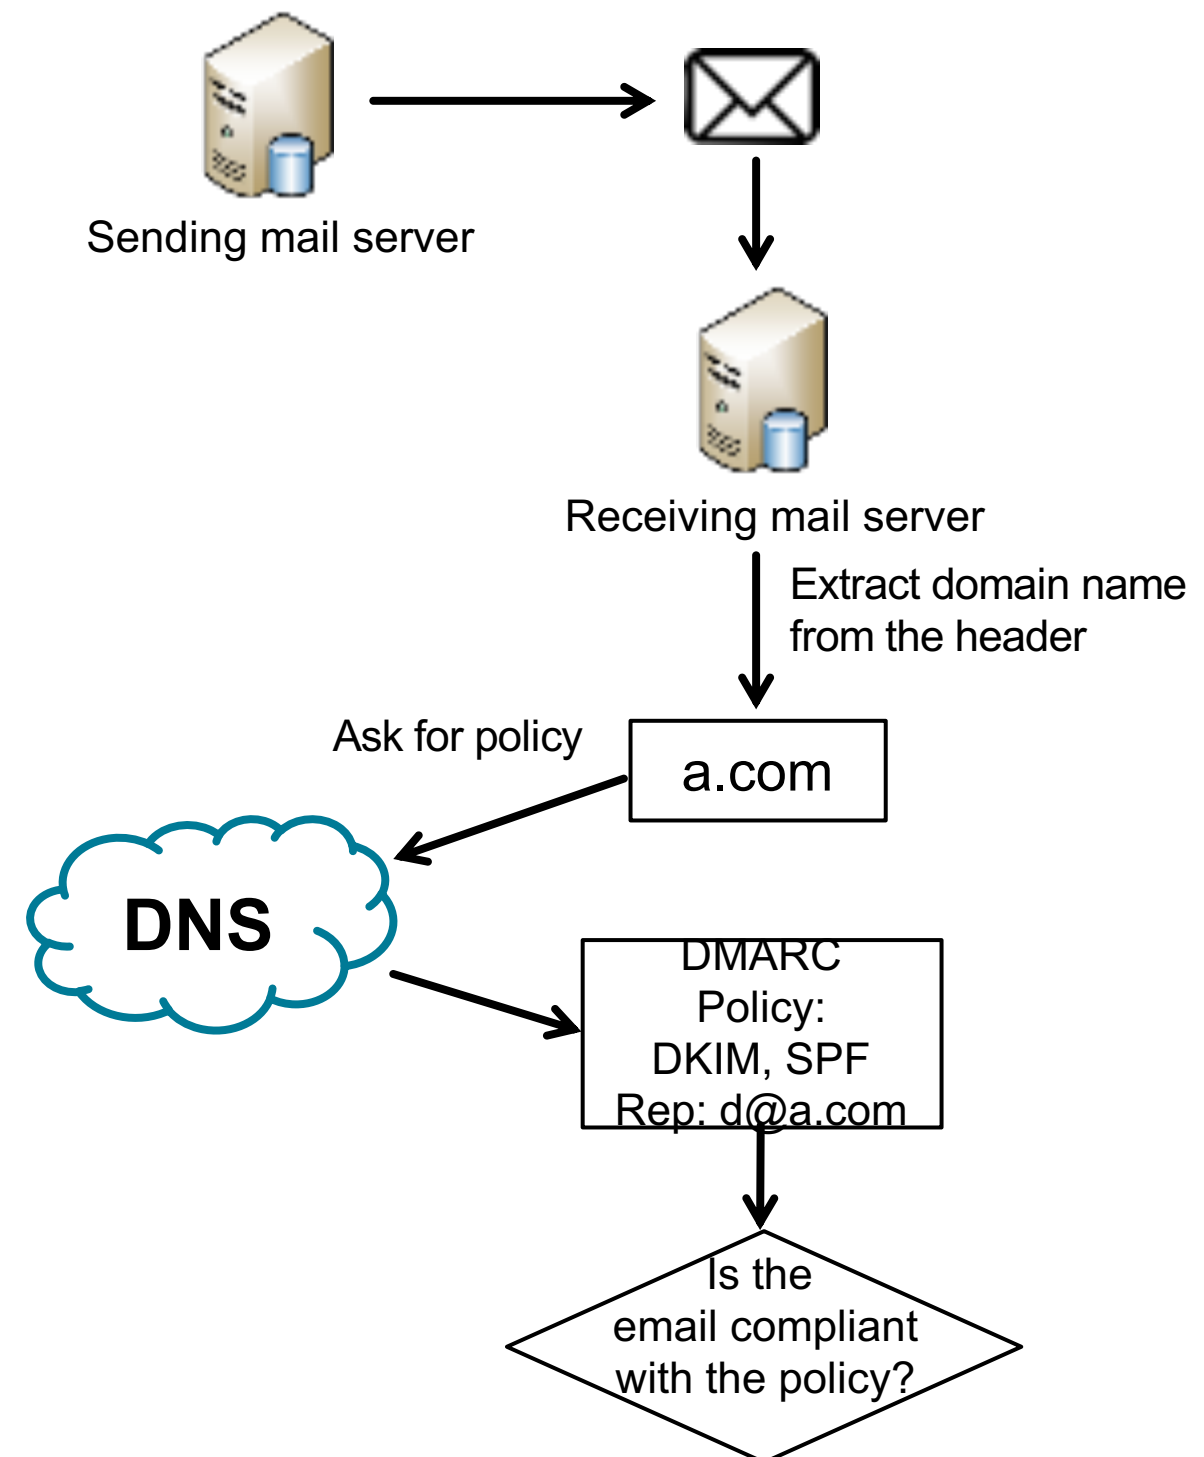 Sending mail server
Receiving mail server
Extract domain name
from the header
Ask for policy
a.com
DNS
DMARC
Policy:
DKIM, SPF
Rep: d@a.com
Is the
email compliant
with the policy?